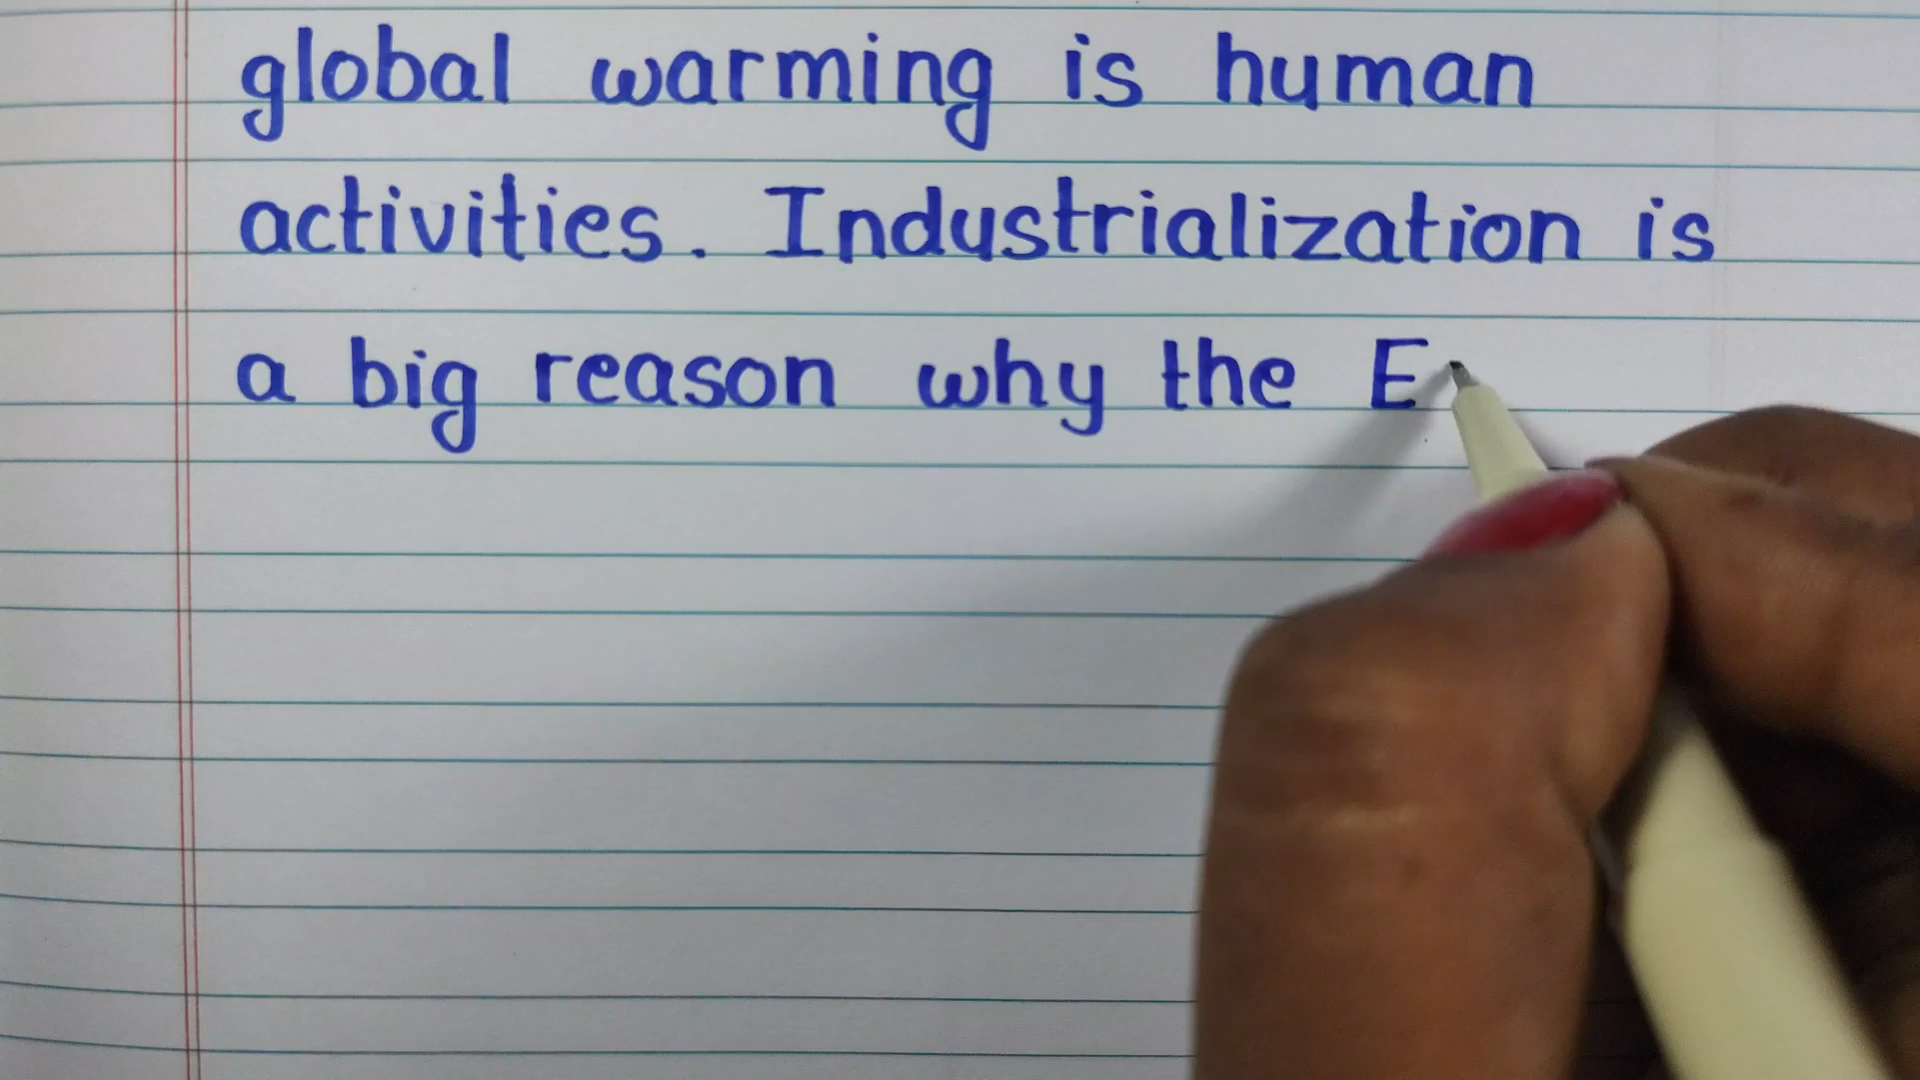 global warming is human
activities. Industrialization is
a big reason why the E